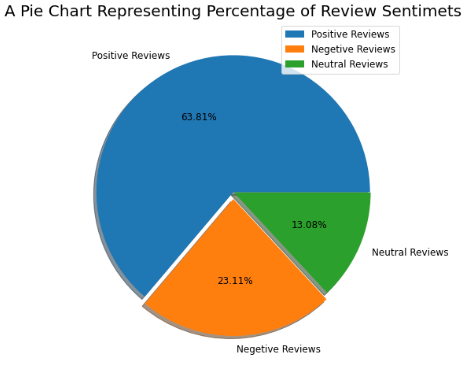 A Pie Chart Representing Percentage of Review Sentimets
Positive Reviews
Negetive Reviews
Neutral Reviews
Positive Reviews
63.81%
13.08%
Neutral Reviews
23.11%
Negetive Reviews